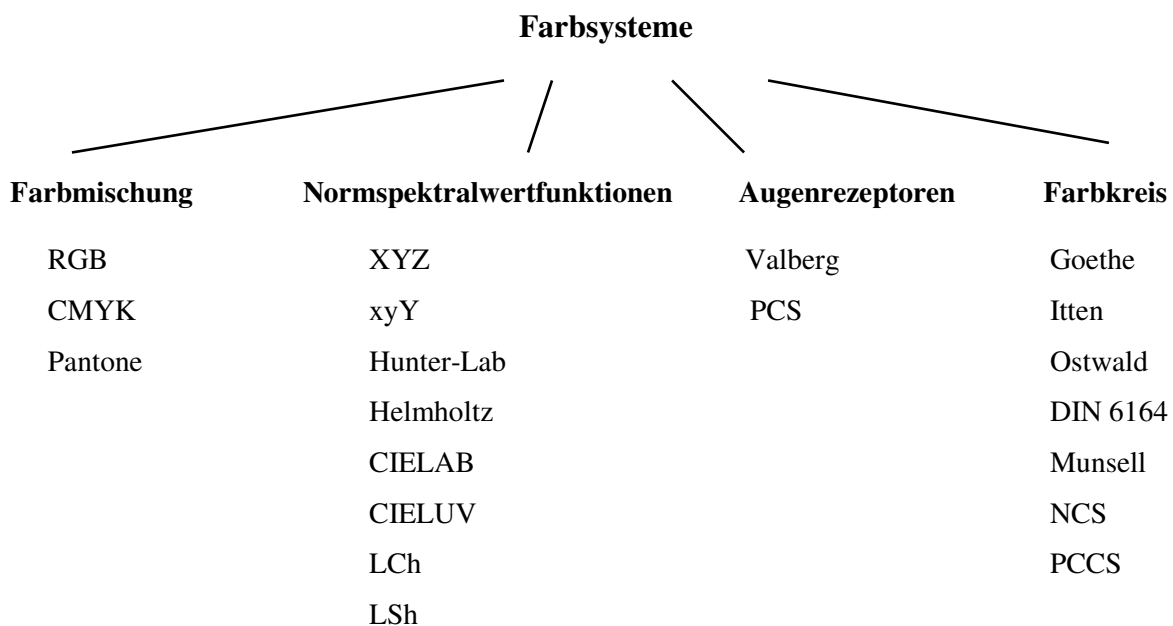 Farbsysteme
Farbmischung
RGB
CMYK
Pantone
Normspektralwertfunktionen
XYZ
xyY
Hunter-Lab
Helmholtz
CIELAB
CIELUV
LCh
LSh
Augenrezeptoren
Valberg
PCS
Farbkreis
Goethe
Itten
Ostwald
DIN 6164
Munsell
NCS
PCCS